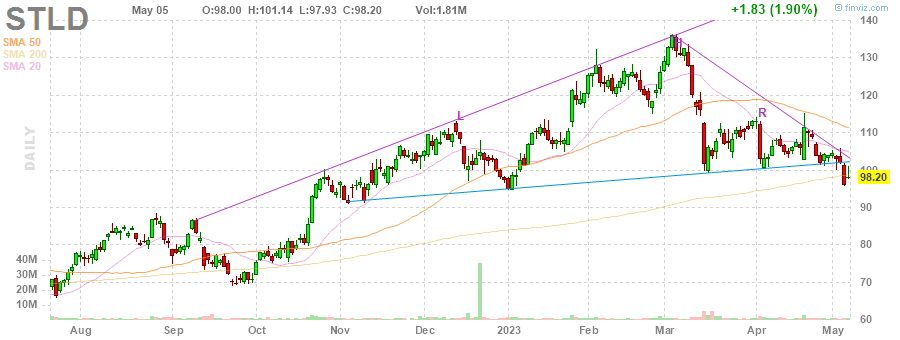 STLD
May 05 O:98.00 H:101.14 L:97.93 C:98.20 Vol:1.81M
+1.83 (1.90%)
© finviz.com
SMA 50
SMA 200
SMA 20
DAILY
140
130
120
110
100
90
80
70
60
98.20
40M
30M
20M
10M
L
R
Aug Sep Oct Nov Dec 2023 Feb Mar Apr May